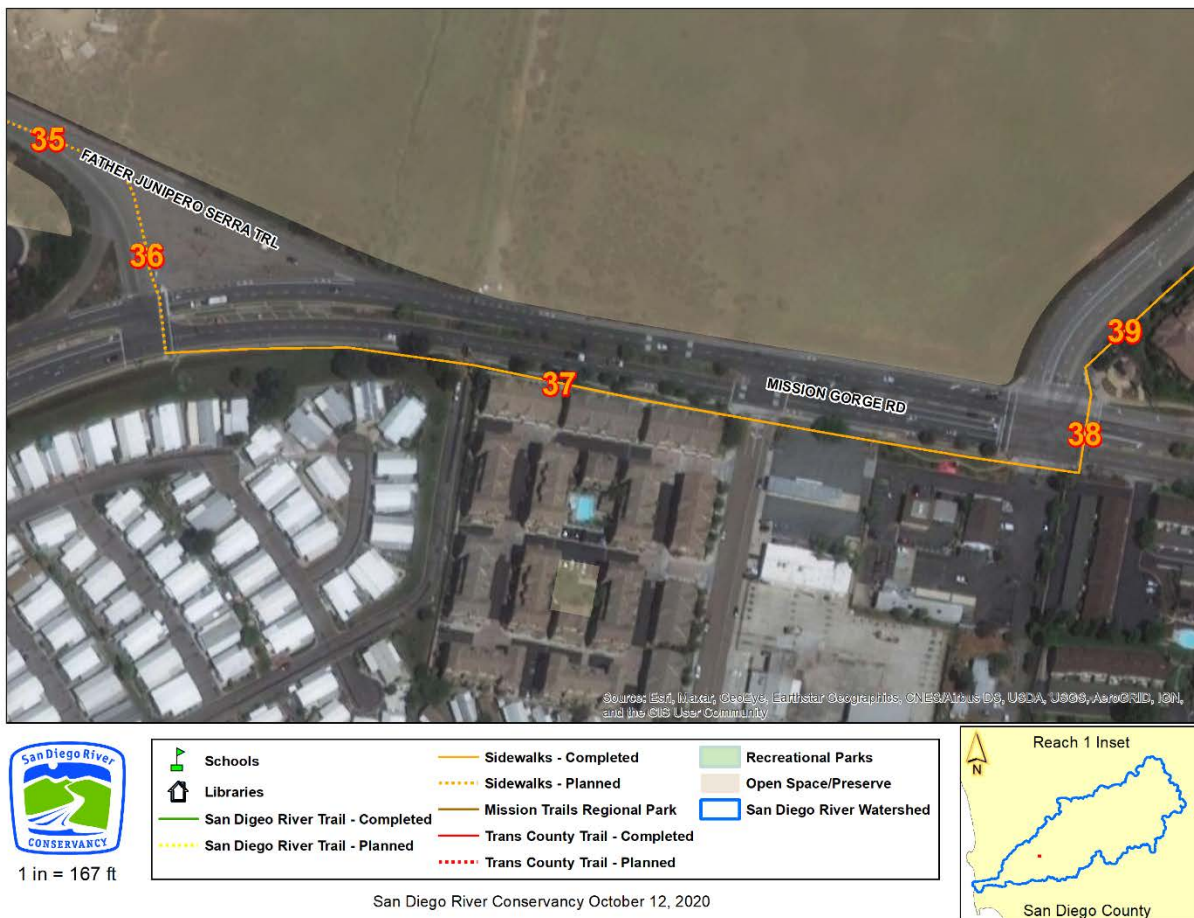 35
FATHER JUNIPERO SERRA TRL
36
39
37
MISSION GORGE RD
38
Source: Esri, Maxar, GeoEye, Earthstar Geographics, CNES/Airbus DS, USDA, USGS, AeroGRID, IGN,
and the GIS User Community
San Diego River
CONSERVANCY
1 in = 167 ft
Schools
Libraries
San Digeo River Trail - Completed
San Diego River Trail - Planned
Sidewalks - Completed
Sidewalks - Planned
Mission Trails Regional Park
Trans County Trail - Completed
Trans County Trail - Planned
Recreational Parks
Open Space/Preserve
San Diego River Watershed
Reach 1 Inset
N
San Diego County
San Diego River Conservancy October 12, 2020